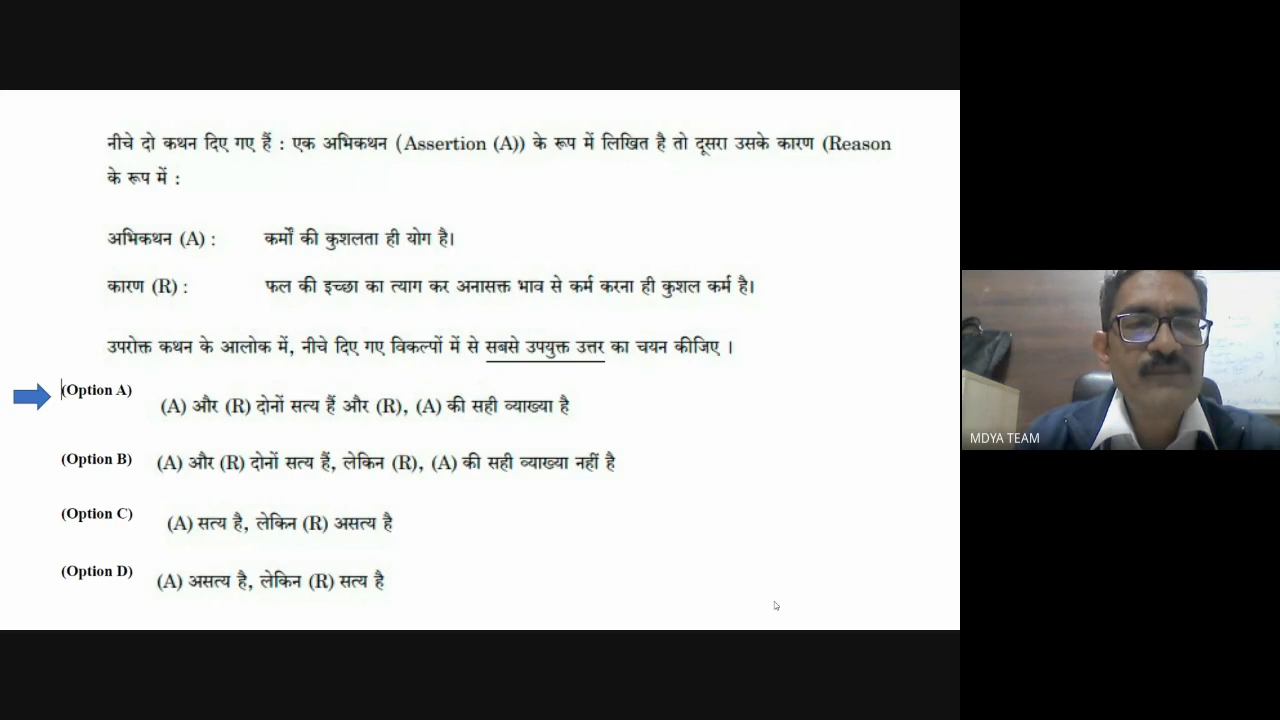 नीचे दो कथन दिए गए हैं : एक अभिकथन (Assertion (A)) के रूप में लिखित है तो दूसरा उसके कारण (Reason
के रूप में :
अभिकथन (A) : कर्मों की कुशलता ही योग है।
कारण (R) : फल की इच्छा का त्याग कर अनासक्त भाव से कर्म करना ही कुशल कर्म है।
उपरोक्त कथन के आलोक में, नीचे दिए गए विकल्पों में से सबसे उपयुक्त उत्तर का चयन कीजिए ।
(Option A) (A) और (R) दोनों सत्य हैं और (R), (A) की सही व्याख्या है
(Option B) (A) और (R) दोनों सत्य हैं, लेकिन (R), (A) की सही व्याख्या नहीं है
(Option C) (A) सत्य है, लेकिन (R) असत्य है
(Option D) (A) असत्य है, लेकिन (R) सत्य है
MDYA TEAM